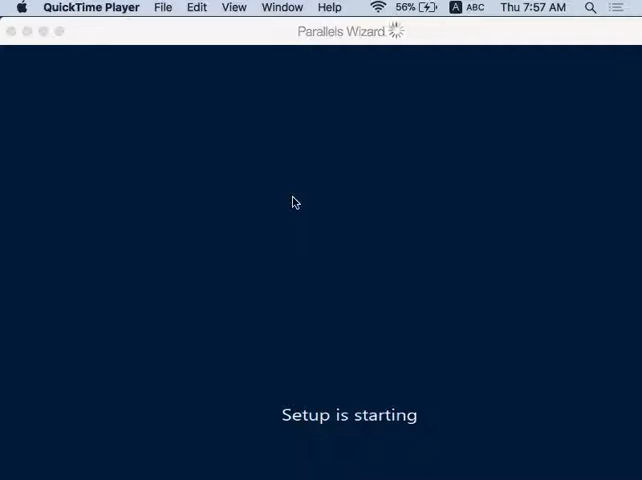 QuickTime Player File Edit View Window Help 56% A ABC Thu 7:57 AM
Parallels Wizard
Setup is starting